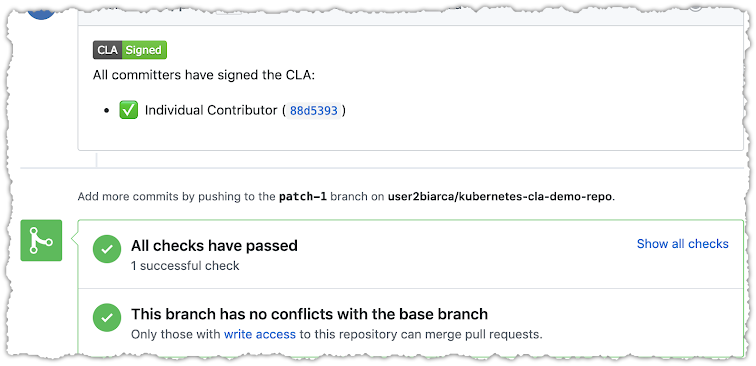 CLA Signed
All committers have signed the CLA:
• ✅ Individual Contributor ( 88d5393 )
Add more commits by pushing to the patch-1 branch on user2biarca/kubernetes-cla-demo-repo.
All checks have passed
Show all checks
1 successful check
This branch has no conflicts with the base branch
Only those with write access to this repository can merge pull requests.